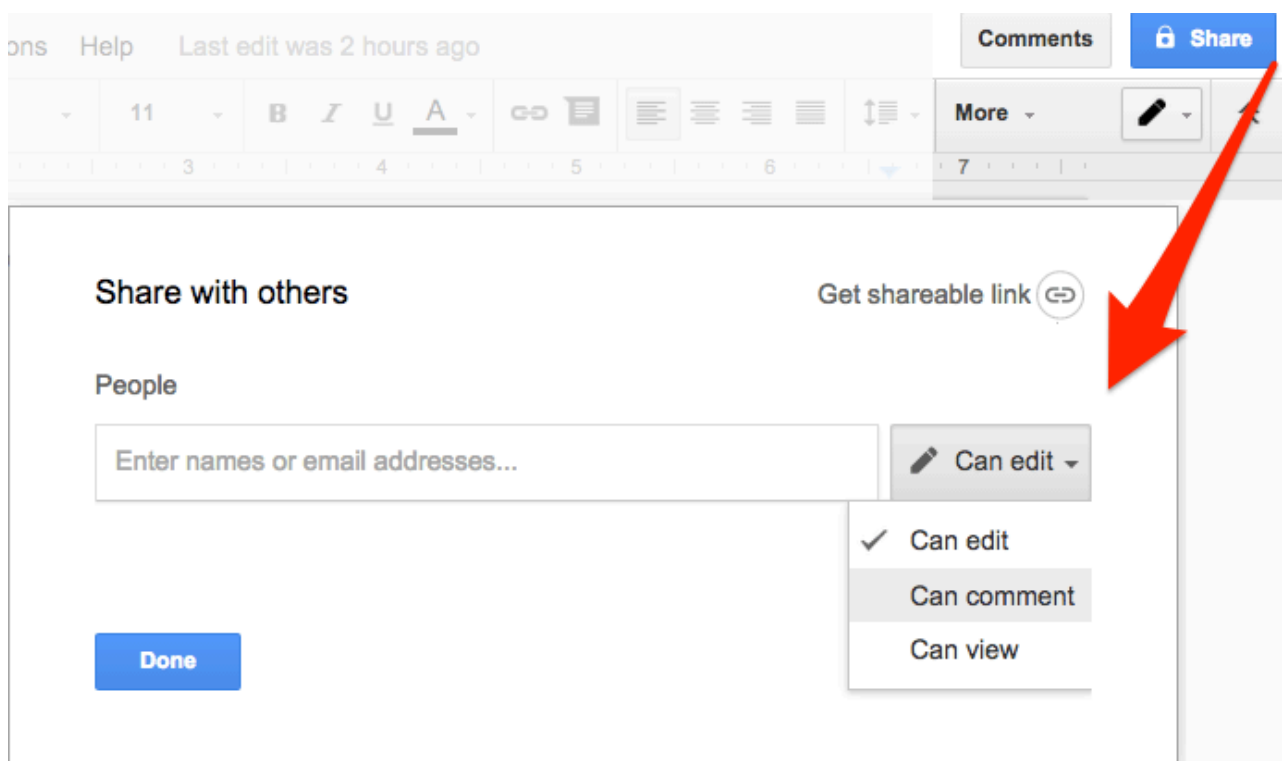 ons Help Last edit was 2 hours ago Comments Share
11 B I U A More
3 4 5 6 7
Share with others Get shareable link
People
Enter names or email addresses... Can edit
Can edit
Can comment
Can view
Done